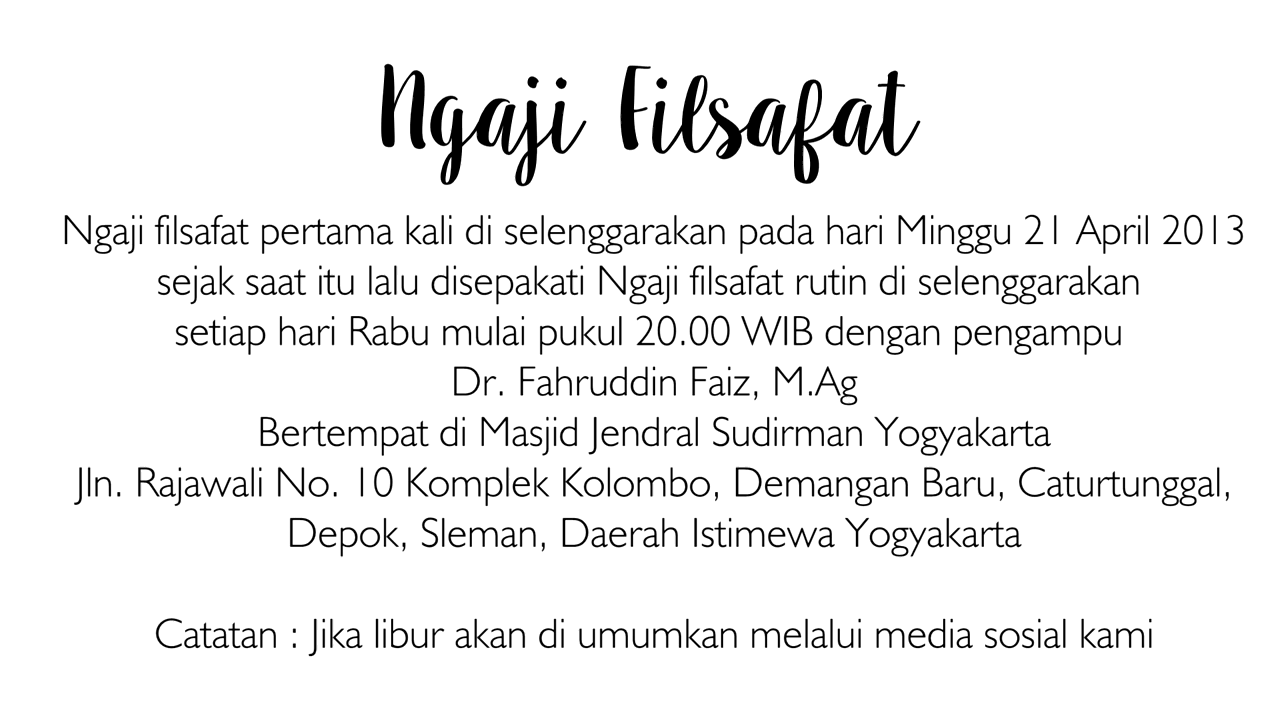 Ngaji Filsafat
Ngaji filsafat pertama kali di selenggarakan pada hari Minggu 21 April 2013
sejak saat itu lalu disepakati Ngaji filsafat rutin di selenggarakan
setiap hari Rabu mulai pukul 20.00 WIB dengan pengampu
Dr. Fahruddin Faiz, M.Ag
Bertempat di Masjid Jendral Sudirman Yogyakarta
Jln. Rajawali No. 10 Komplek Kolombo, Demangan Baru, Caturtunggal,
Depok, Sleman, Daerah Istimewa Yogyakarta
Catatan : Jika libur akan di umumkan melalui media sosial kami